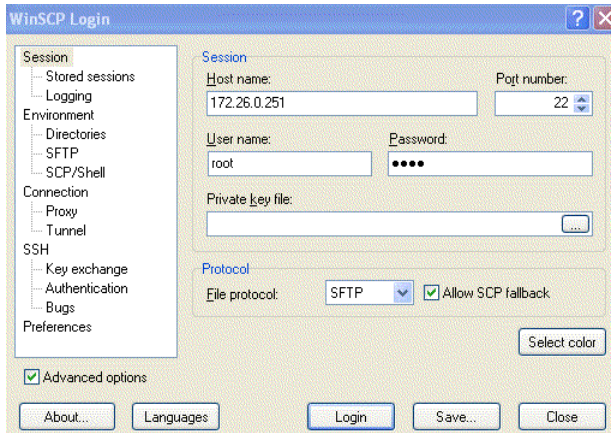 WinSCP Login
Session
Stored sessions
Logging
Environment
Directories
SFTP
SCP/Shell
Connection
Proxy
Tunnel
SSH
Key exchange
Authentication
Bugs
Preferences
Advanced options
Session
Host name: Port number:
172.26.0.251 22
User name: Password:
root ●●●●
Private key file:
...
Protocol
File protocol: SFTP Allow SCP fallback
Select color
About... Languages Login Save... Close